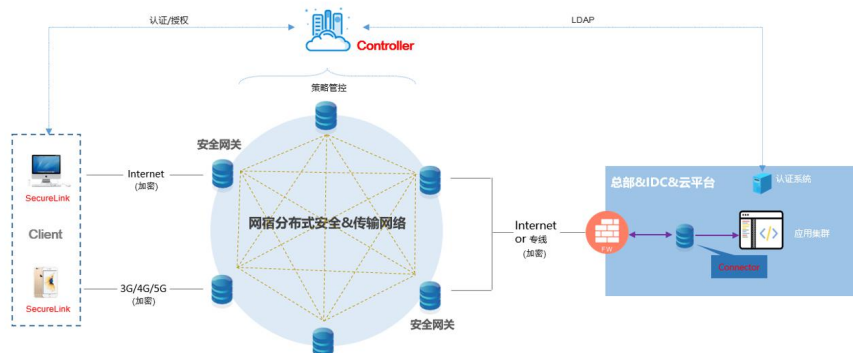 认证/授权
LDAP
Controller
策略管控
安全网关
总部&IDC&云平台
认证系统
SecureLink
Internet
(加密)
Client
网宿分布式安全&传输网络
Internet
or 专线
(加密)
FW
应用集群
Connector
3G/4G/5G
(加密)
SecureLink
安全网关